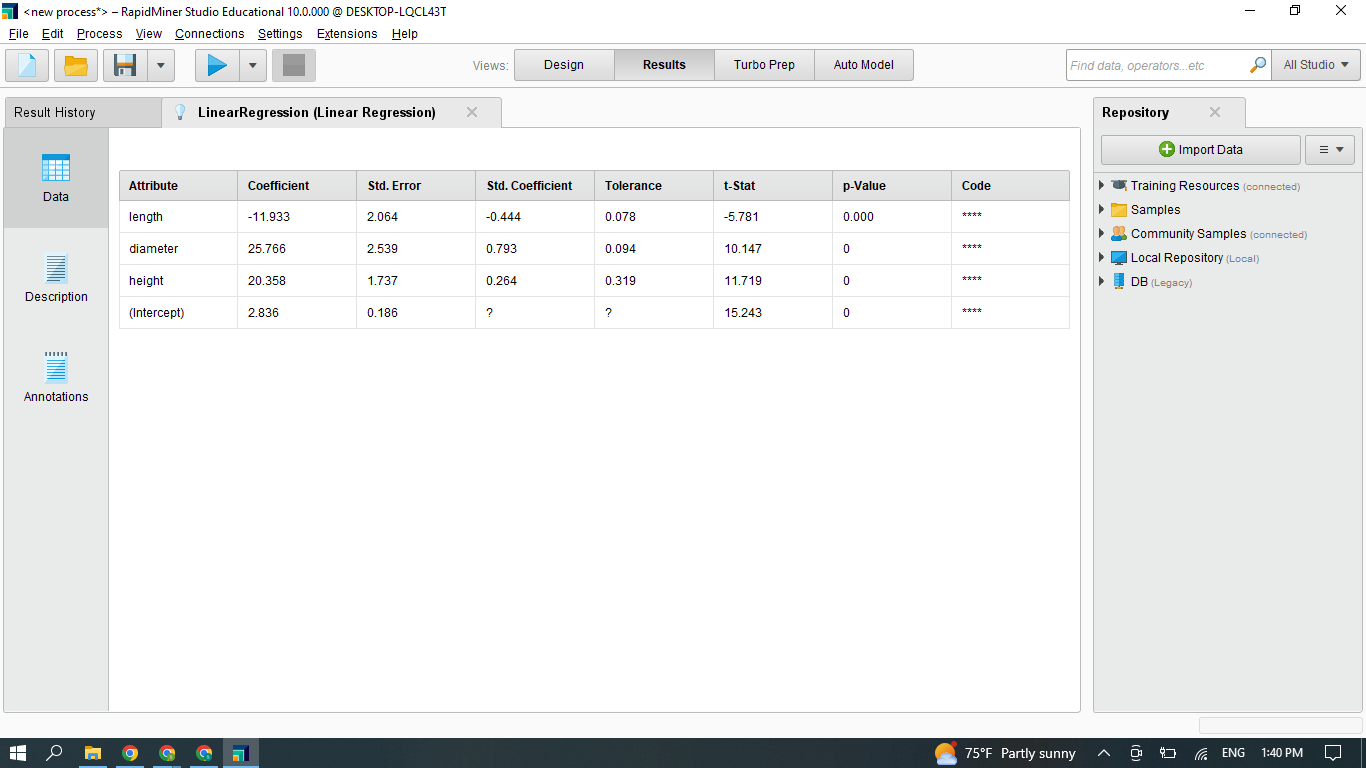 <new process*> – RapidMiner Studio Educational 10.0.000 @ DESKTOP-LQCL43T
File Edit Process View Connections Settings Extensions Help
Views: Design Results Turbo Prep Auto Model Find data, operators...etc All Studio
Result History LinearRegression (Linear Regression)
Data
Description
Annotations
Attribute Coefficient Std. Error Std. Coefficient Tolerance t-Stat p-Value Code
length -11.933 2.064 -0.444 0.078 -5.781 0.000 ****
diameter 25.766 2.539 0.793 0.094 10.147 0 ****
height 20.358 1.737 0.264 0.319 11.719 0 ****
(Intercept) 2.836 0.186 ? ? 15.243 0 ****
Repository
Import Data
Training Resources (connected)
Samples
Community Samples (connected)
Local Repository (Local)
DB (Legacy)
75°F Partly sunny ENG 1:40 PM